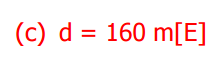 (c) d = 160 m[E]